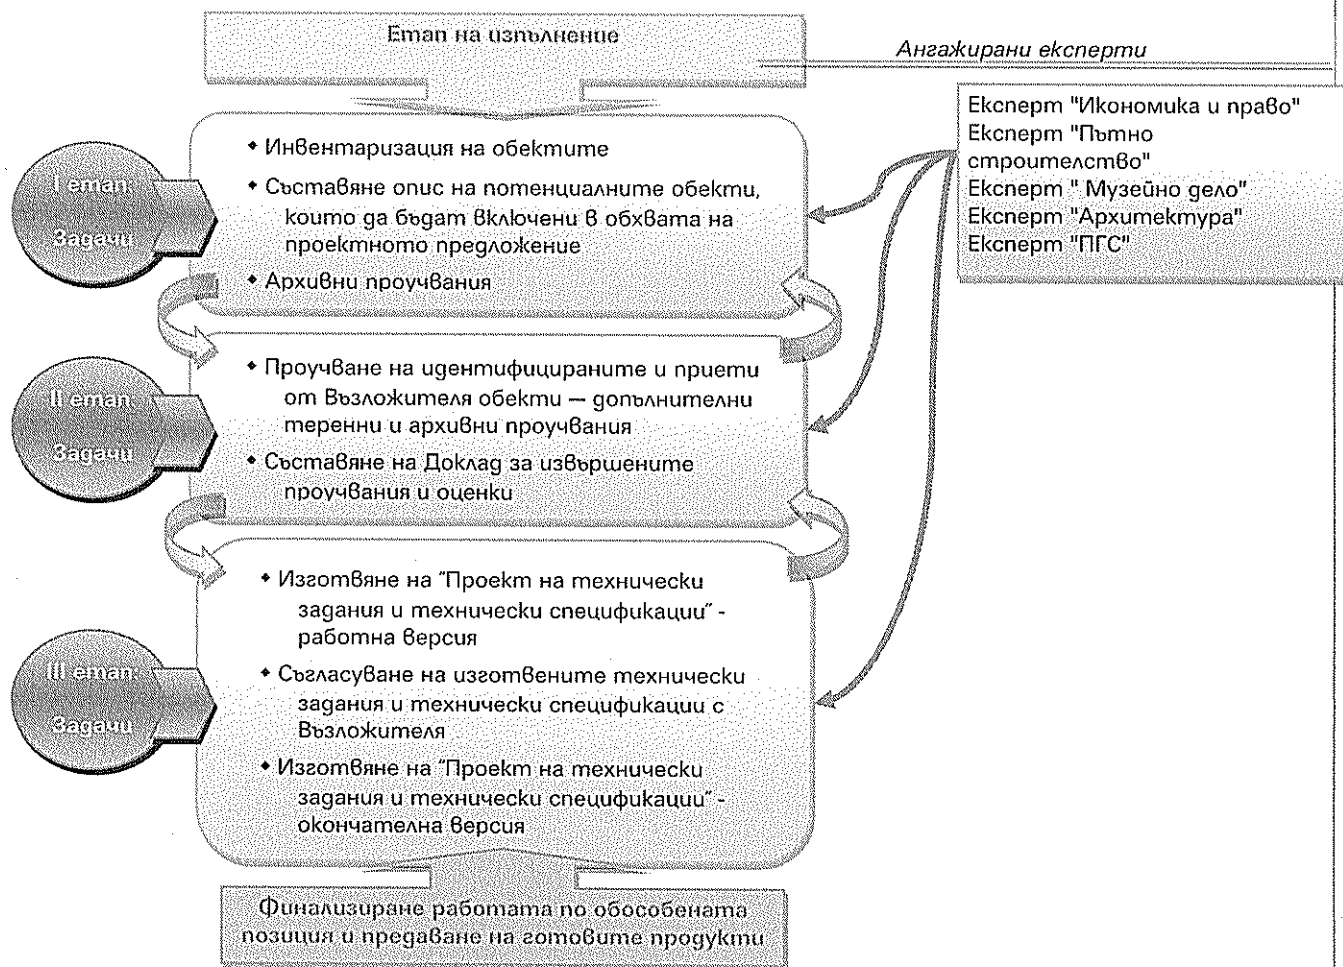 Етап на изпълнение
Ангажирани експерти
Експерт "Икономика и право"
Експерт "Пътно
строителство"
Експерт " Музейно дело"
Експерт "Архитектура"
Експерт "ПГС"
I етап:
Задачи
• Инвентаризация на обектите
• Съставяне опис на потенциалните обекти,
които да бъдат включени в обхвата на
проектното предложение
• Архивни проучвания
II етап:
Задачи
• Проучване на идентифицираните и приети
от Възложителя обекти — допълнителни
теренни и архивни проучвания
• Съставяне на Доклад за извършените
проучвания и оценки
III етап:
Задачи
• Изготвяне на "Проект на технически
задания и технически спецификации" -
работна версия
• Съгласуване на изготвените технически
задания и технически спецификации с
Възложителя
• Изготвяне на "Проект на технически
задания и технически спецификации" -
окончателна версия
Финализиране работата по обособената
позиция и предаване на готовите продукти